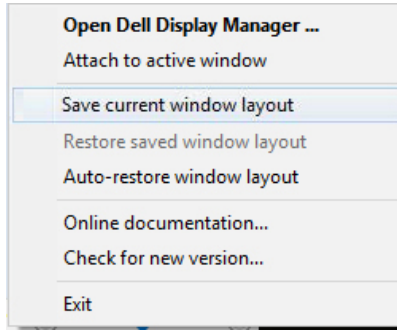 Open Dell Display Manager ...
Attach to active window
Save current window layout
Restore saved window layout
Auto-restore window layout
Online documentation...
Check for new version...
Exit